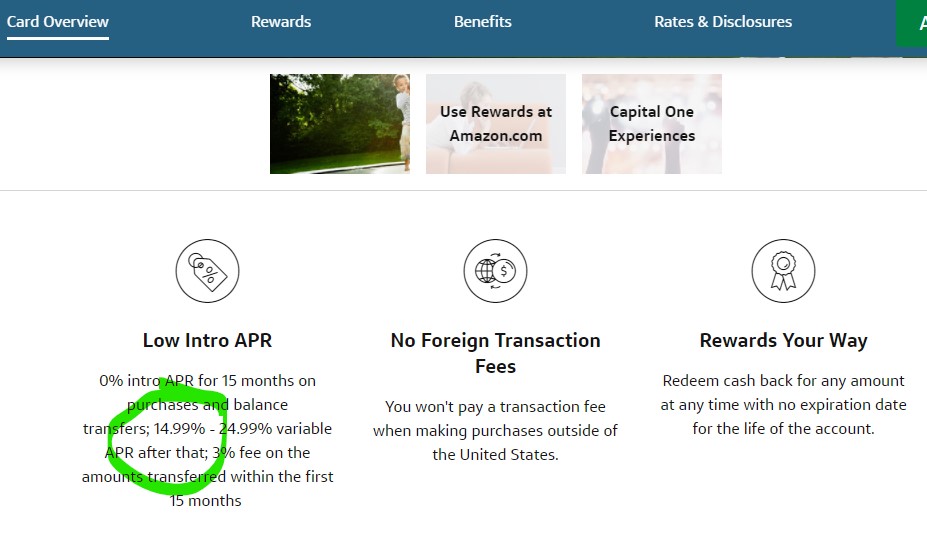 Card Overview
Rewards
Benefits
Rates & Disclosures
A
Use Rewards at
Amazon.com
Capital One
Experiences
%
$
Low Intro APR
0% intro APR for 15 months on
purchases and balance
transfers; 14.99% - 24.99% variable
APR after that; 3% fee on the
amounts transferred within the first
15 months
No Foreign Transaction
Fees
You won't pay a transaction fee
when making purchases outside of
the United States.
Rewards Your Way
Redeem cash back for any amount
at any time with no expiration date
for the life of the account.